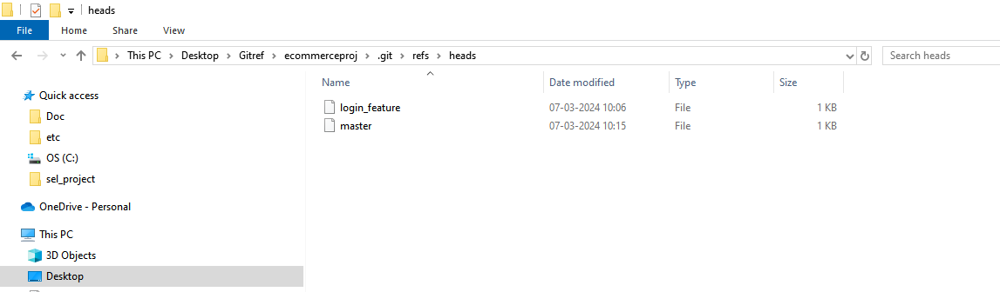 heads
File Home Share View
This PC Desktop Gitref ecommerceproj .git refs heads Search heads
Name Date modified Type Size
Quick access
login_feature 07-03-2024 10:06 File 1 KB
Doc
master 07-03-2024 10:15 File 1 KB
etc
OS (C:)
sel_project
OneDrive - Personal
This PC
3D Objects
Desktop